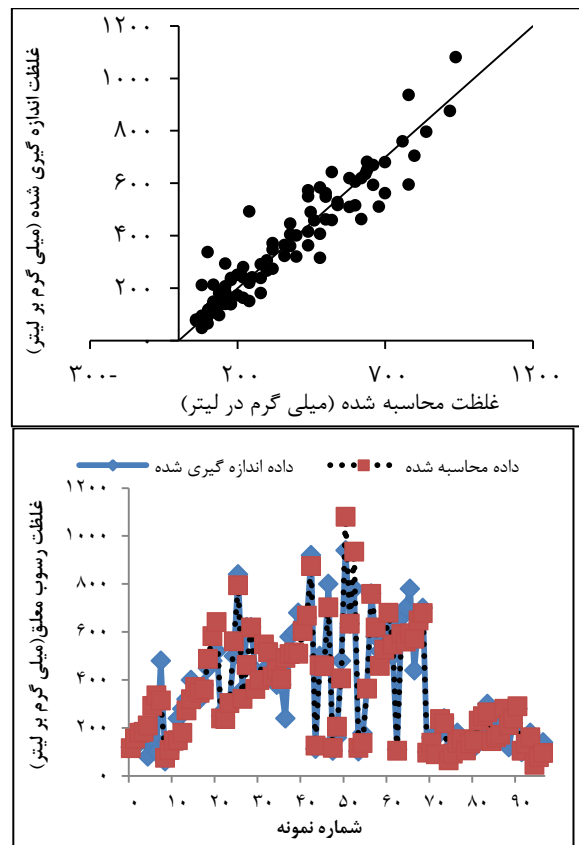 ۱۲۰۰
۱۰۰۰
۸۰۰
۶۰۰
۴۰۰
۲۰۰
۰
غلظت اندازه گیری شده (میلی گرم بر لیتر)
۳۰۰-
۲۰۰
۷۰۰
۱۲۰۰
غلظت محاسبه شده (میلی گرم در لیتر)
داده اندازه گیری شده
داده محاسبه شده
۱۲۰۰
۱۰۰۰
۸۰۰
۶۰۰
۴۰۰
۲۰۰
۰
غلظت رسوب معلق(میلی گرم بر لیتر)
۰ ۱۰ ۲۰ ۳۰ ۴۰ ۵۰ ۶۰ ۷۰ ۸۰ ۹۰
شماره نمونه